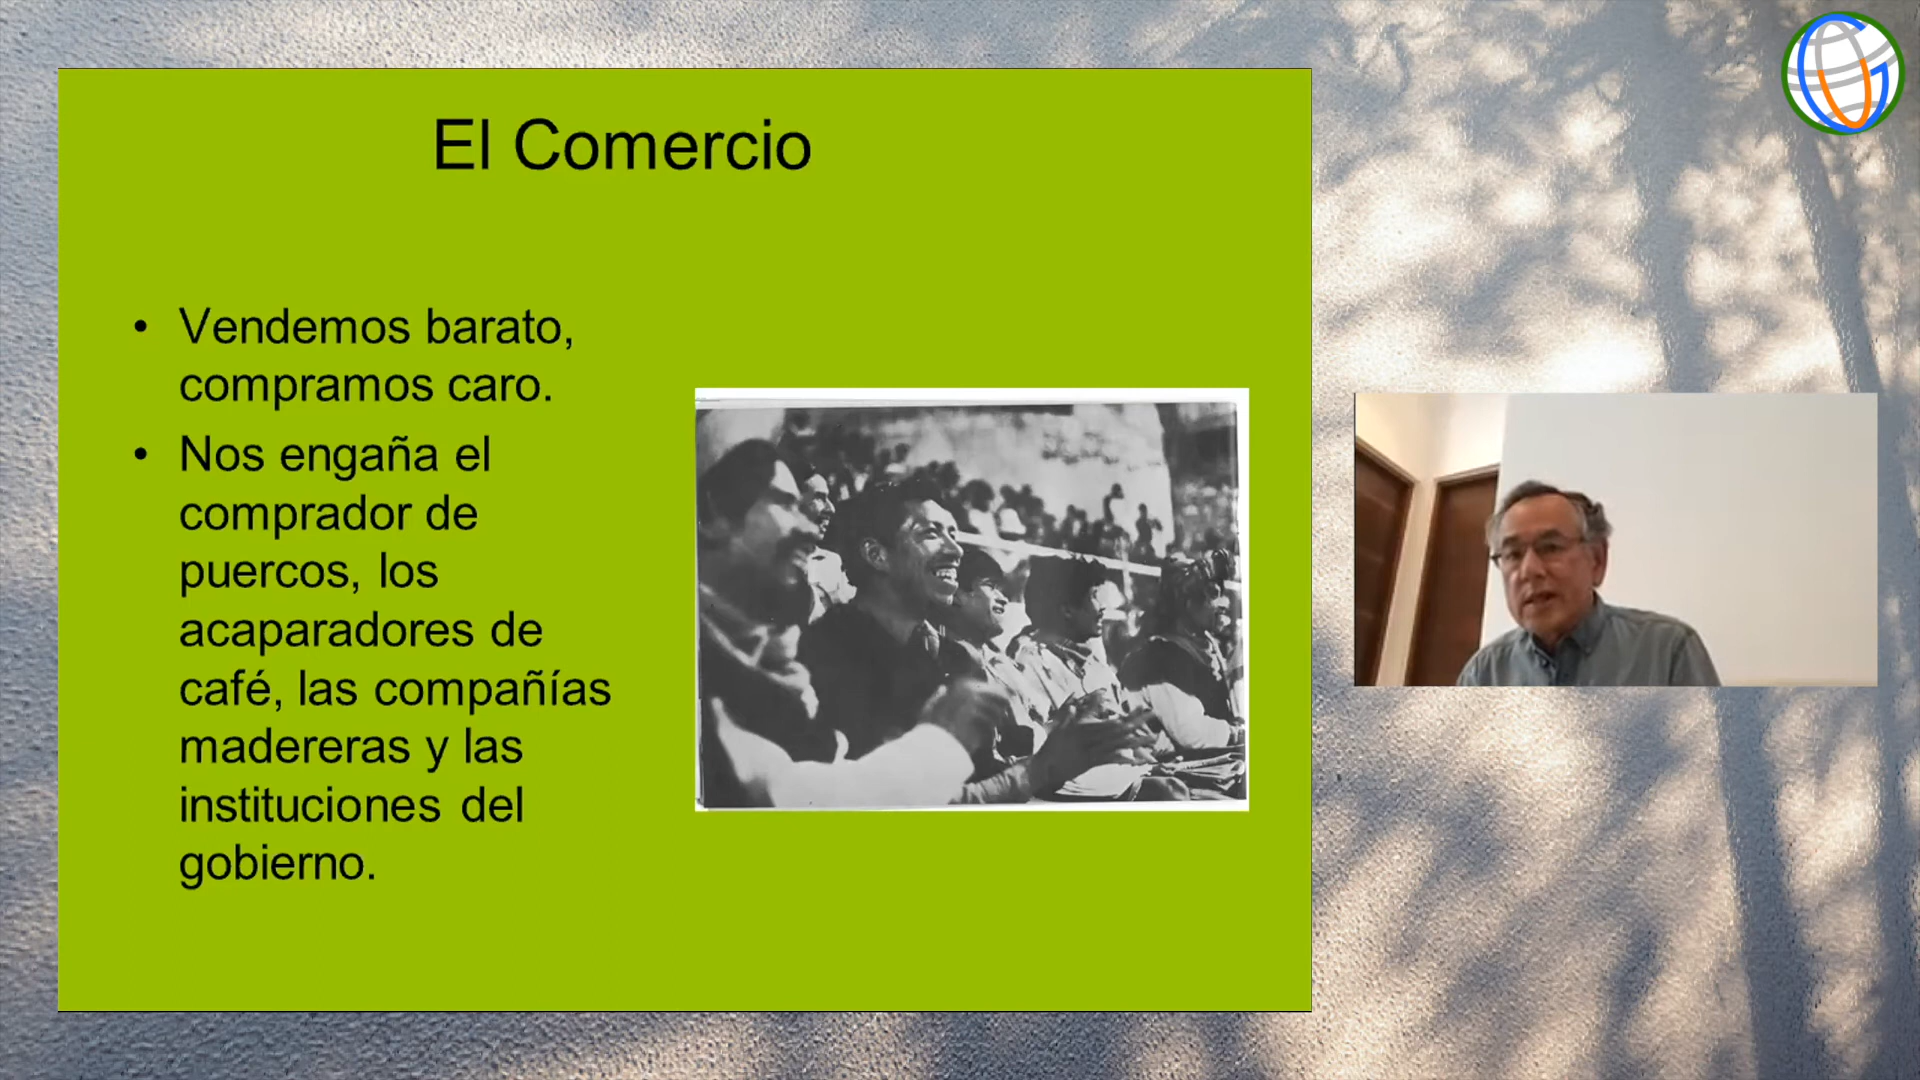 El Comercio
• Vendemos barato,
compramos caro.
• Nos engaña el
comprador de
puercos, los
acaparadores de
café, las compañías
madereras y las
instituciones del
gobierno.